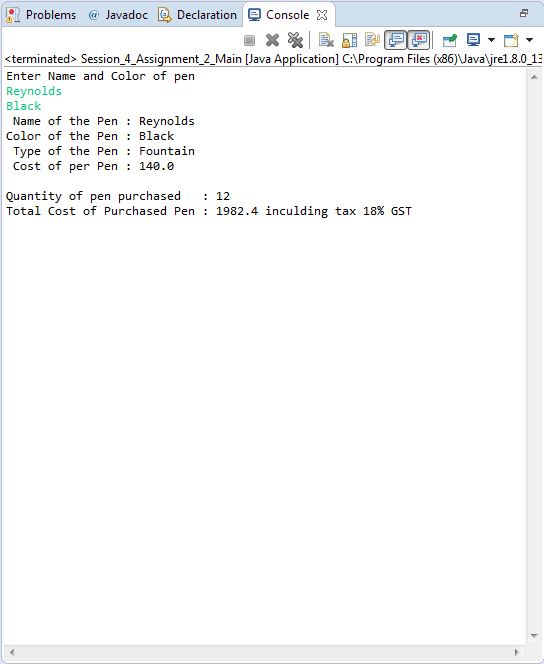 Problems @ Javadoc Declaration Console
<terminated> Session_4_Assignment_2_Main [Java Application] C:\Program Files (x86)\Java\jre1.8.0_13
Enter Name and Color of pen
Reynolds
Black
Name of the Pen : Reynolds
Color of the Pen : Black
Type of the Pen : Fountain
Cost of per Pen : 140.0
Quantity of pen purchased : 12
Total Cost of Purchased Pen : 1982.4 inculding tax 18% GST